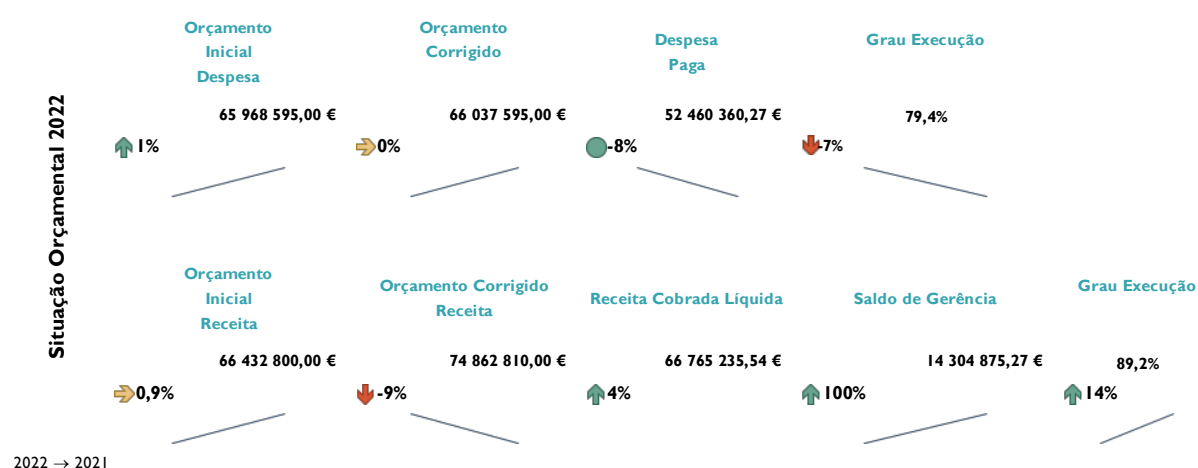 Situação Orçamental 2022
Orçamento
Inicial
Despesa
65 968 595,00 €
1%
Orçamento
Corrigido
66 037 595,00 €
0%
Despesa
Paga
52 460 360,27 €
-8%
Grau Execução
79,4%
-7%
Orçamento
Inicial
Receita
66 432 800,00 €
0,9%
Orçamento Corrigido
Receita
74 862 810,00 €
-9%
Receita Cobrada Líquida
66 765 235,54 €
4%
Saldo de Gerência
14 304 875,27 €
100%
Grau Execução
89,2%
14%
2022 → 2021